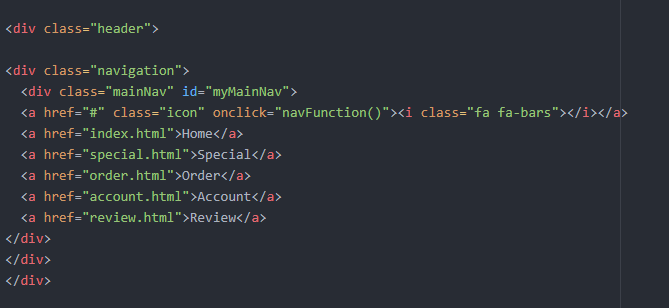 <div class="header">
<div class="navigation">
<div class="mainNav" id="myMainNav">
<a href="#" class="icon" onclick="navFunction()"><i class="fa fa-bars"></i></a>
<a href="index.html">Home</a>
<a href="special.html">Special</a>
<a href="order.html">Order</a>
<a href="account.html">Account</a>
<a href="review.html">Review</a>
</div>
</div>
</div>